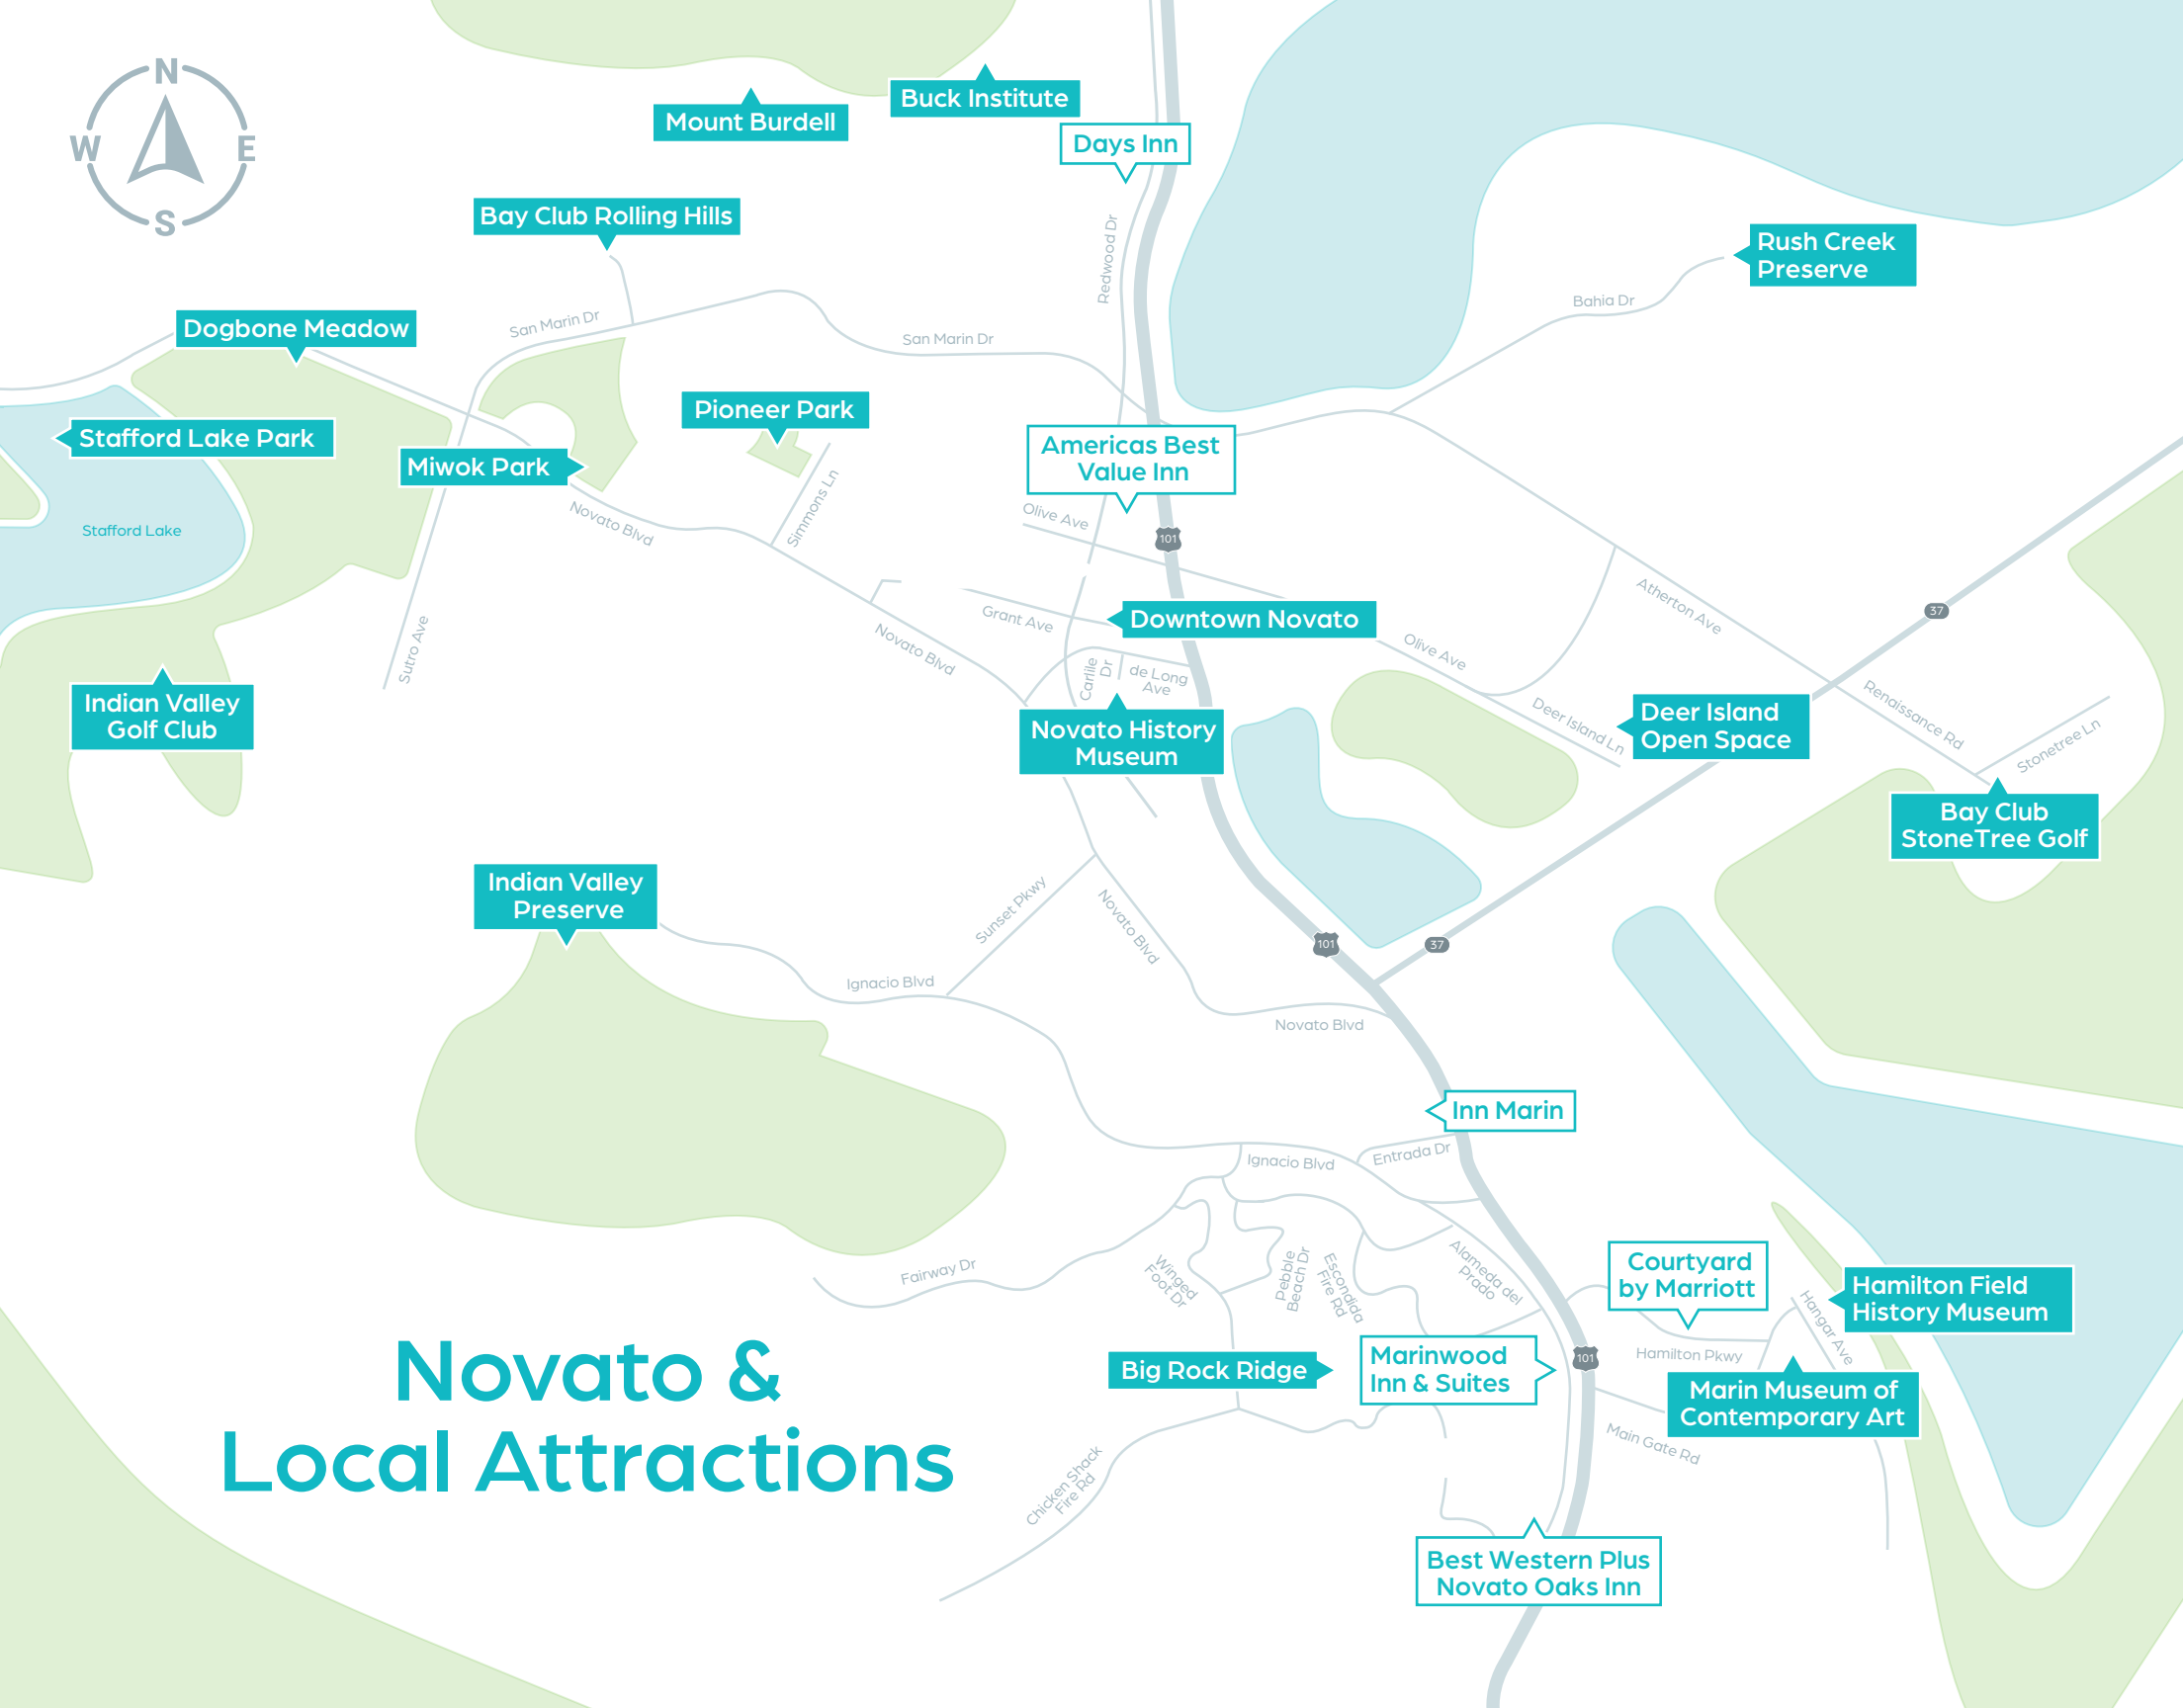 N
W
E
S
Mount Burdell
Buck Institute
Days Inn
Bay Club Rolling Hills
Redwood Dr
Rush Creek
Preserve
Bahia Dr
Dogbone Meadow
San Marin Dr
San Marin Dr
Pioneer Park
Stafford Lake Park
Miwok Park
Americas Best
Value Inn
Stafford Lake
Novato Blvd
Simmons Ln
Olive Ave
101
Sutro Ave
Novato Blvd
Grant Ave
Downtown Novato
Olive Ave
Atherton Ave
37
Carlile
Dr
de Long
Ave
Indian Valley
Golf Club
Novato History
Museum
Deer Island Ln
Deer Island
Open Space
Renaissance Rd
Stonetree Ln
Bay Club
StoneTree Golf
Indian Valley
Preserve
Sunset Pkwy
Novato Blvd
101
37
Ignacio Blvd
Novato Blvd
Inn Marin
Ignacio Blvd
Entrada Dr
Fairway Dr
Winged
Foot Dr
Pebble
Beach Dr
Escondida
Fire Rd
Alameda del
Prado
Courtyard
by Marriott
Hangar Ave
Hamilton Field
History Museum
Novato &
Local Attractions
Big Rock Ridge
Marinwood
Inn & Suites
101
Hamilton Pkwy
Marin Museum of
Contemporary Art
Main Gate Rd
Chicken Shack
Fire Rd
Best Western Plus
Novato Oaks Inn